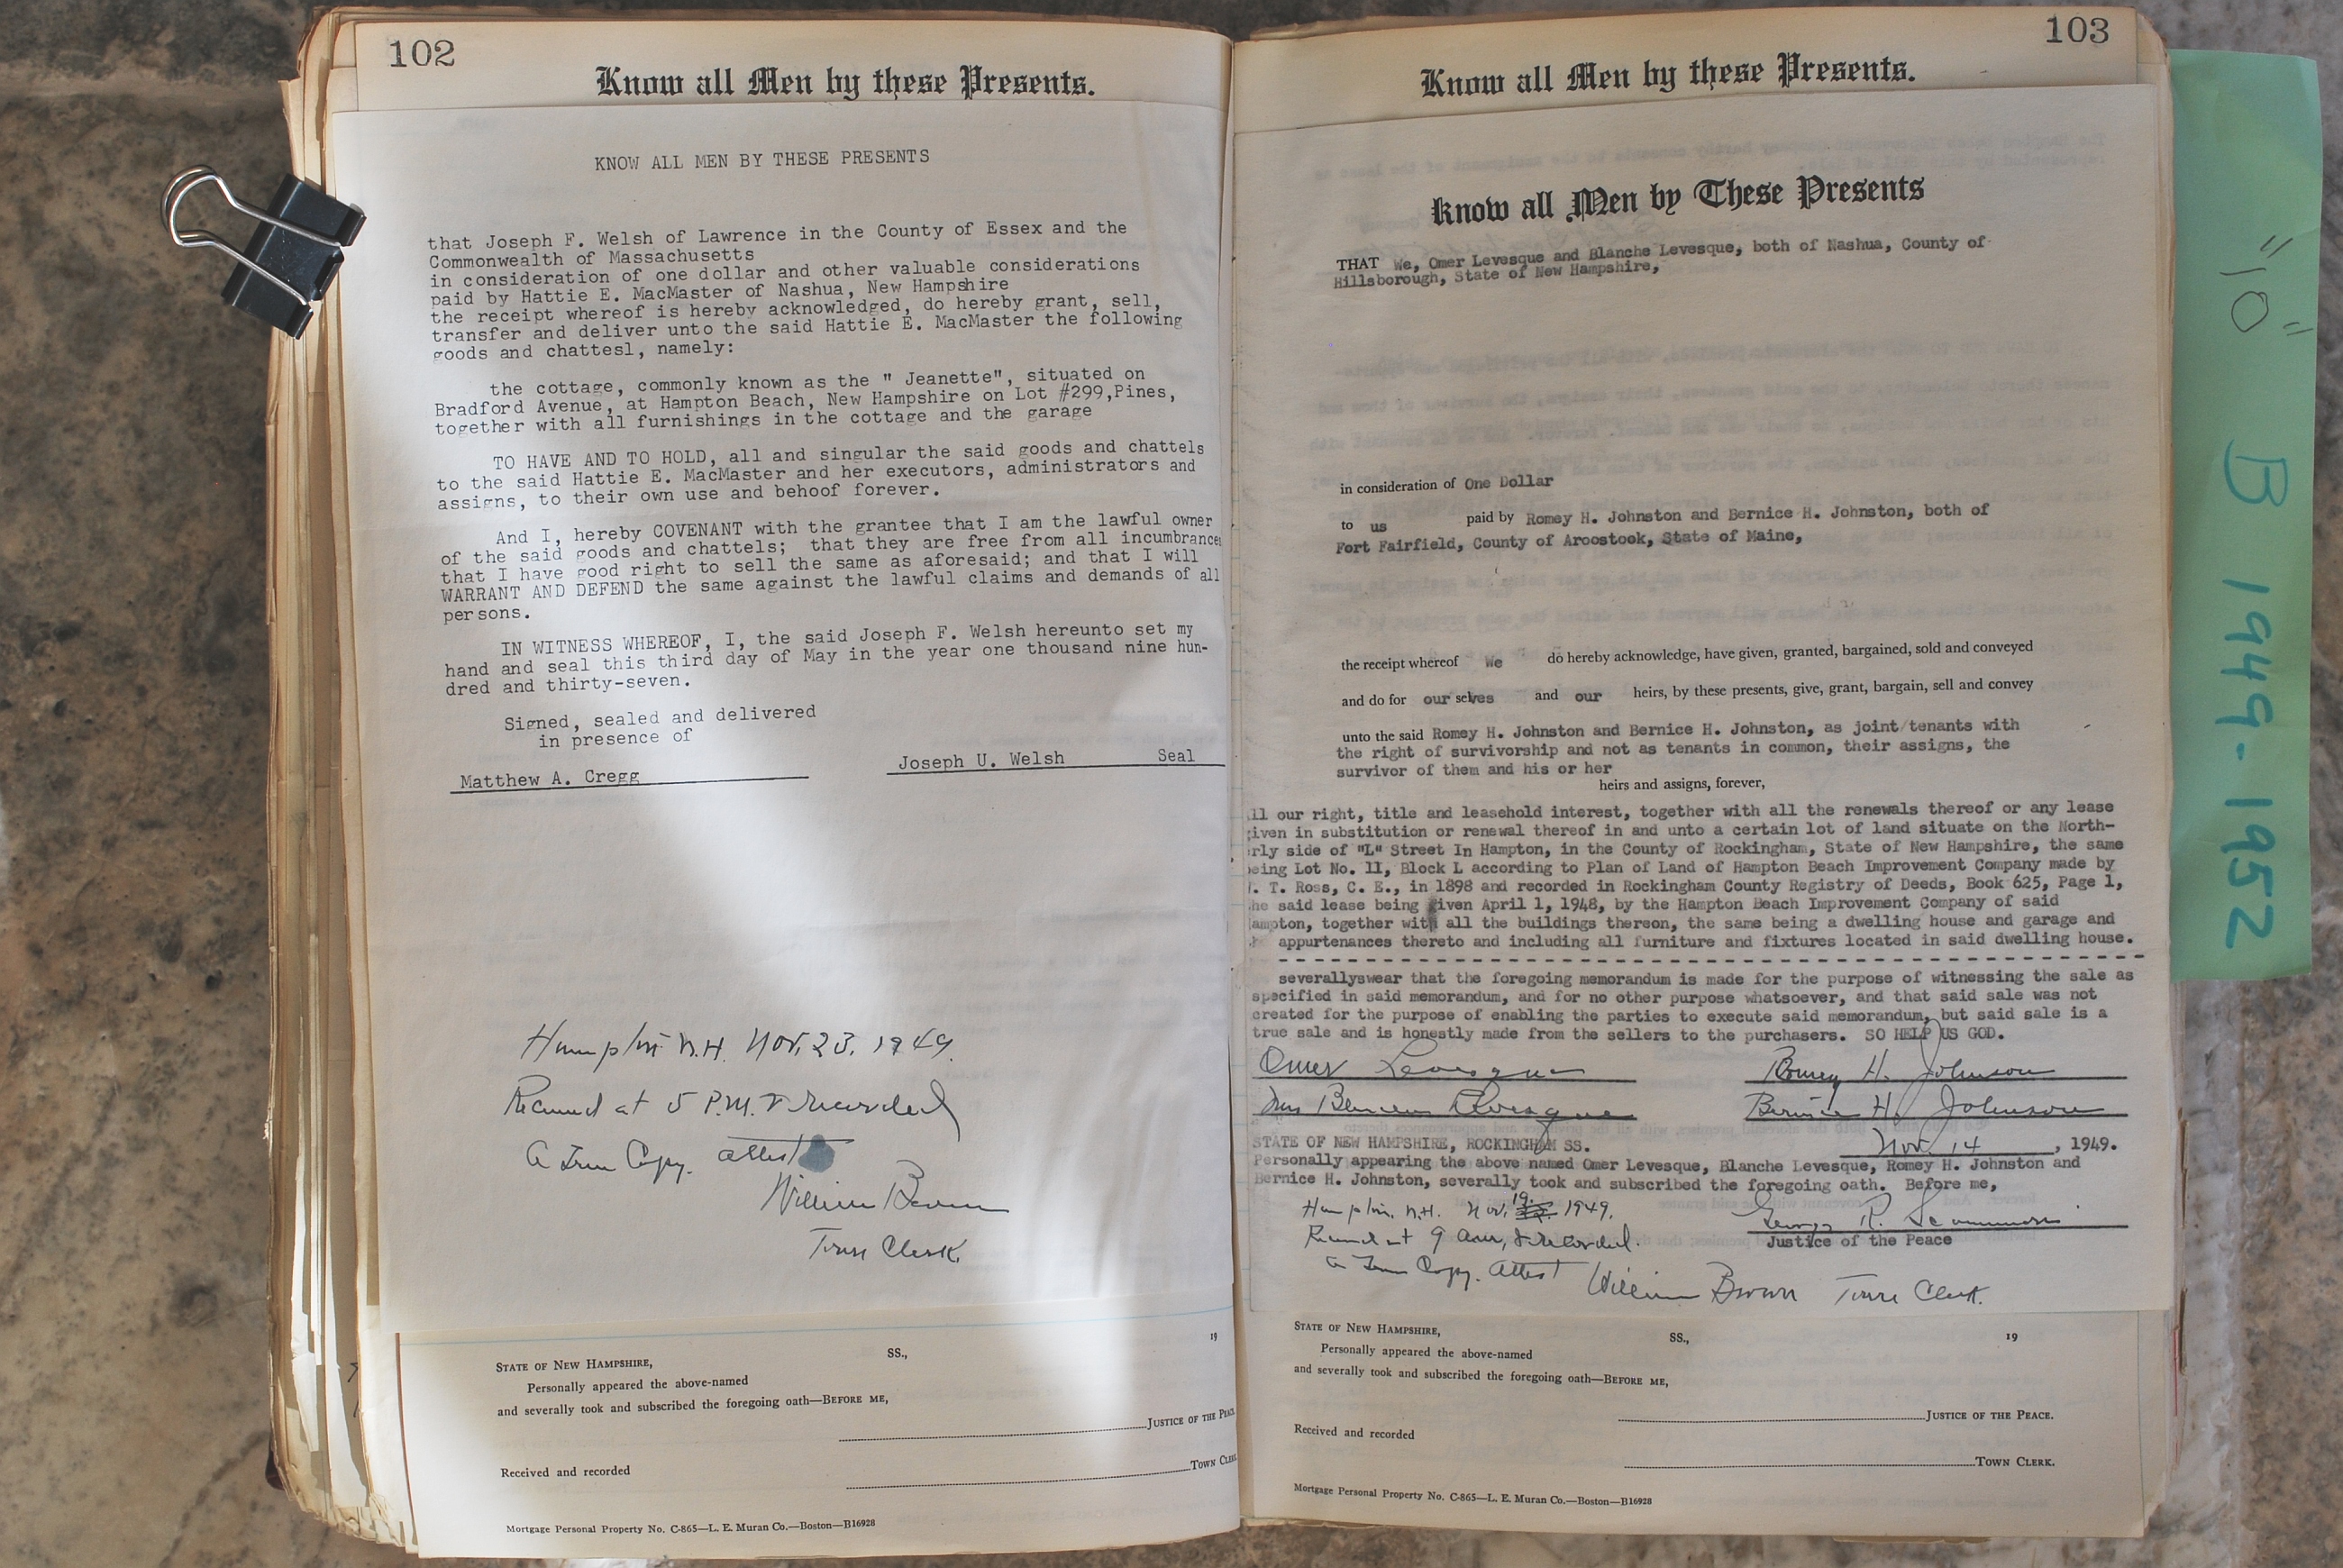 102
Know all Men by these Presents.
KNOW ALL MEN BY THESE PRESENTS
that Joseph F. Welsh of Lawrence in the County of Essex and the
Commonwealth of Massachusetts
in consideration of one dollar and other valuable considerations
paid by Hattie E. MacMaster of Nashua, New Hampshire
the receipt whereof is hereby acknowledged, do hereby grant, sell,
transfer and deliver unto the said Hattie E. MacMaster the following
goods and chattesl, namely:
the cottage, commonly known as the " Jeanette", situated on
Bradford Avenue, at Hampton Beach, New Hampshire on Lot #299,Pines,
together with all furnishings in the cottage and the garage
TO HAVE AND TO HOLD, all and singular the said goods and chattels
to the said Hattie E. MacMaster and her executors, administrators and
assigns, to their own use and behoof forever.
And I, hereby COVENANT with the grantee that I am the lawful owner
of the said goods and chattels; that they are free from all incumbrances
that I have good right to sell the same as aforesaid; and that I will
WARRANT AND DEFEND the same against the lawful claims and demands of all
persons.
IN WITNESS WHEREOF, I, the said Joseph F. Welsh hereunto set my
hand and seal this third day of May in the year one thousand nine hun-
dred and thirty-seven.
Signed, sealed and delivered
in presence of
Matthew A. Cregg
Joseph U. Welsh Seal
Hampton N.H. Nov. 23, 1949.
Received at 5 P.M. & recorded
A True Copy. attest
William Brown
Town Clerk.
19
STATE OF NEW HAMPSHIRE, SS.,
Personally appeared the above-named
and severally took and subscribed the foregoing oath—BEFORE ME,
JUSTICE OF THE PEACE
Received and recorded
TOWN CLERK
Mortgage Personal Property No. C-865—L. E. Muran Co.—Boston—B16928
103
Know all Men by these Presents.
Know all Men by These Presents
THAT We, Omer Levesque and Blanche Levesque, both of Nashua, County of
Hillsborough, State of New Hampshire,
in consideration of One Dollar
to us paid by Romey H. Johnston and Bernice H. Johnston, both of
Fort Fairfield, County of Aroostook, State of Maine,
the receipt whereof we do hereby acknowledge, have given, granted, bargained, sold and conveyed
and do for our selves and our heirs, by these presents, give, grant, bargain, sell and convey
unto the said Romey H. Johnston and Bernice H. Johnston, as joint/tenants with
the right of survivorship and not as tenants in common, their assigns, the
survivor of them and his or her
heirs and assigns, forever,
ll our right, title and leasehold interest, together with all the renewals thereof or any lease
given in substitution or renewal thereof in and unto a certain lot of land situate on the North-
rly side of "L" Street In Hampton, in the County of Rockingham, State of New Hampshire, the same
being Lot No. 11, Block L according to Plan of Land of Hampton Beach Improvement Company made by
. T. Ross, C. E., in 1898 and recorded in Rockingham County Registry of Deeds, Book 625, Page 1,
he said lease being given April 1, 1948, by the Hampton Beach Improvement Company of said
ampton, together with all the buildings thereon, the same being a dwelling house and garage and
appurtenances thereto and including all furniture and fixtures located in said dwelling house.
severallyswear that the foregoing memorandum is made for the purpose of witnessing the sale as
specified in said memorandum, and for no other purpose whatsoever, and that said sale was not
created for the purpose of enabling the parties to execute said memorandum, but said sale is a
true sale and is honestly made from the sellers to the purchasers. SO HELP US GOD.
Omer Levesque Romey H. Johnson
Mrs Blanche Levesque Bernice H. Johnson
STATE OF NEW HAMPSHIRE, ROCKINGHAM SS. Nov. 14, 1949.
Personally appearing the above named Omer Levesque, Blanche Levesque, Romey H. Johnston and
Bernice H. Johnston, severally took and subscribed the foregoing oath. Before me,
Hampton. N.H. Nov. 19. 1949.
George R. Scammon
Received at 9 am, & recorded.
Justice of the Peace
A True Copy. Attest William Brown Town Clerk.
STATE OF NEW HAMPSHIRE, SS., 19
Personally appeared the above-named
and severally took and subscribed the foregoing oath—BEFORE ME,
JUSTICE OF THE PEACE.
Received and recorded
TOWN CLERK.
Mortgage Personal Property No. C-865—L. E. Muran Co.—Boston—B16928
"10" B 1949-1952